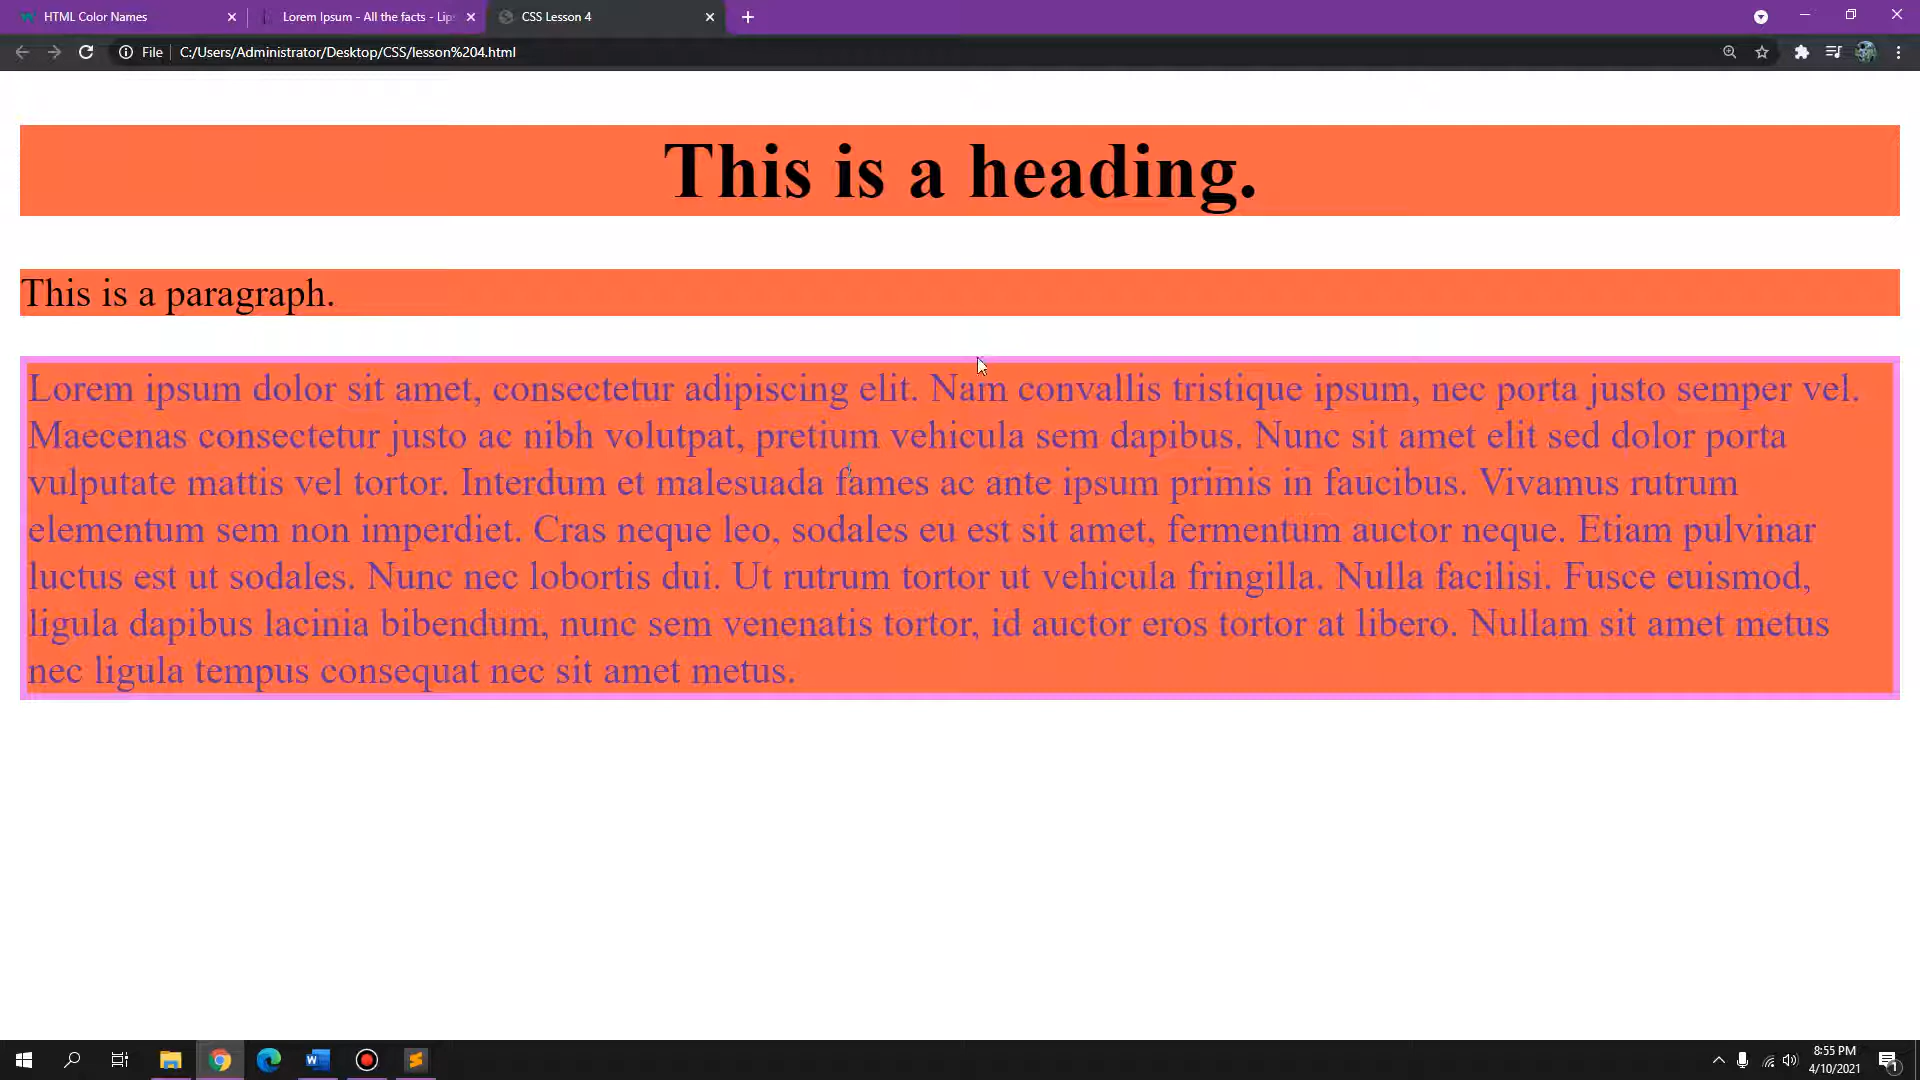 HTML Color Names
Lorem Ipsum - All the facts - Lips
CSS Lesson 4
File
C:/Users/Administrator/Desktop/CSS/lesson%204.html
This is a heading.
This is a paragraph.
Lorem ipsum dolor sit amet, consectetur adipiscing elit. Nam convallis tristique ipsum, nec porta justo semper vel.
Maecenas consectetur justo ac nibh volutpat, pretium vehicula sem dapibus. Nunc sit amet elit sed dolor porta
vulputate mattis vel tortor. Interdum et malesuada fames ac ante ipsum primis in faucibus. Vivamus rutrum
elementum sem non imperdiet. Cras neque leo, sodales eu est sit amet, fermentum auctor neque. Etiam pulvinar
luctus est ut sodales. Nunc nec lobortis dui. Ut rutrum tortor ut vehicula fringilla. Nulla facilisi. Fusce euismod,
ligula dapibus lacinia bibendum, nunc sem venenatis tortor, id auctor eros tortor at libero. Nullam sit amet metus
nec ligula tempus consequat nec sit amet metus.
8:55 PM
4/10/2021
1